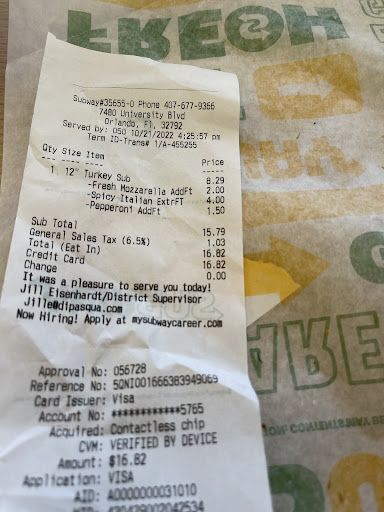 FRESH
Subway#35655-0 Phone 407-677-9366
7480 University Blvd
Orlando, Fl, 32792
Served by: 050 10/21/2022 4:25:57 pm
Term ID-Trans# 1/A-455255
Qty Size Item Price
1 12" Turkey Sub 8.29
-Fresh Mozzarella AddFt 2.00
-Spicy Italian ExtrFT 4.00
-Pepperoni AddFt 1.50
Sub Total 15.79
General Sales Tax (6.5%) 1.03
Total (Eat In) 16.82
Credit Card 16.82
Change 0.00
It was a pleasure to serve you today!
Jill Eisenhardt/District Supervisor
Jille@dipasqua.com
Now Hiring! Apply at mysubwaycareer.com
Approval No: 056728
Reference No: 5QNI001666383949069
Card Issuer: Visa
Account No: ************5765
Acquired: Contactless chip
CVM: VERIFIED BY DEVICE
Amount: $16.82
Application: VISA
AID: A0000000031010